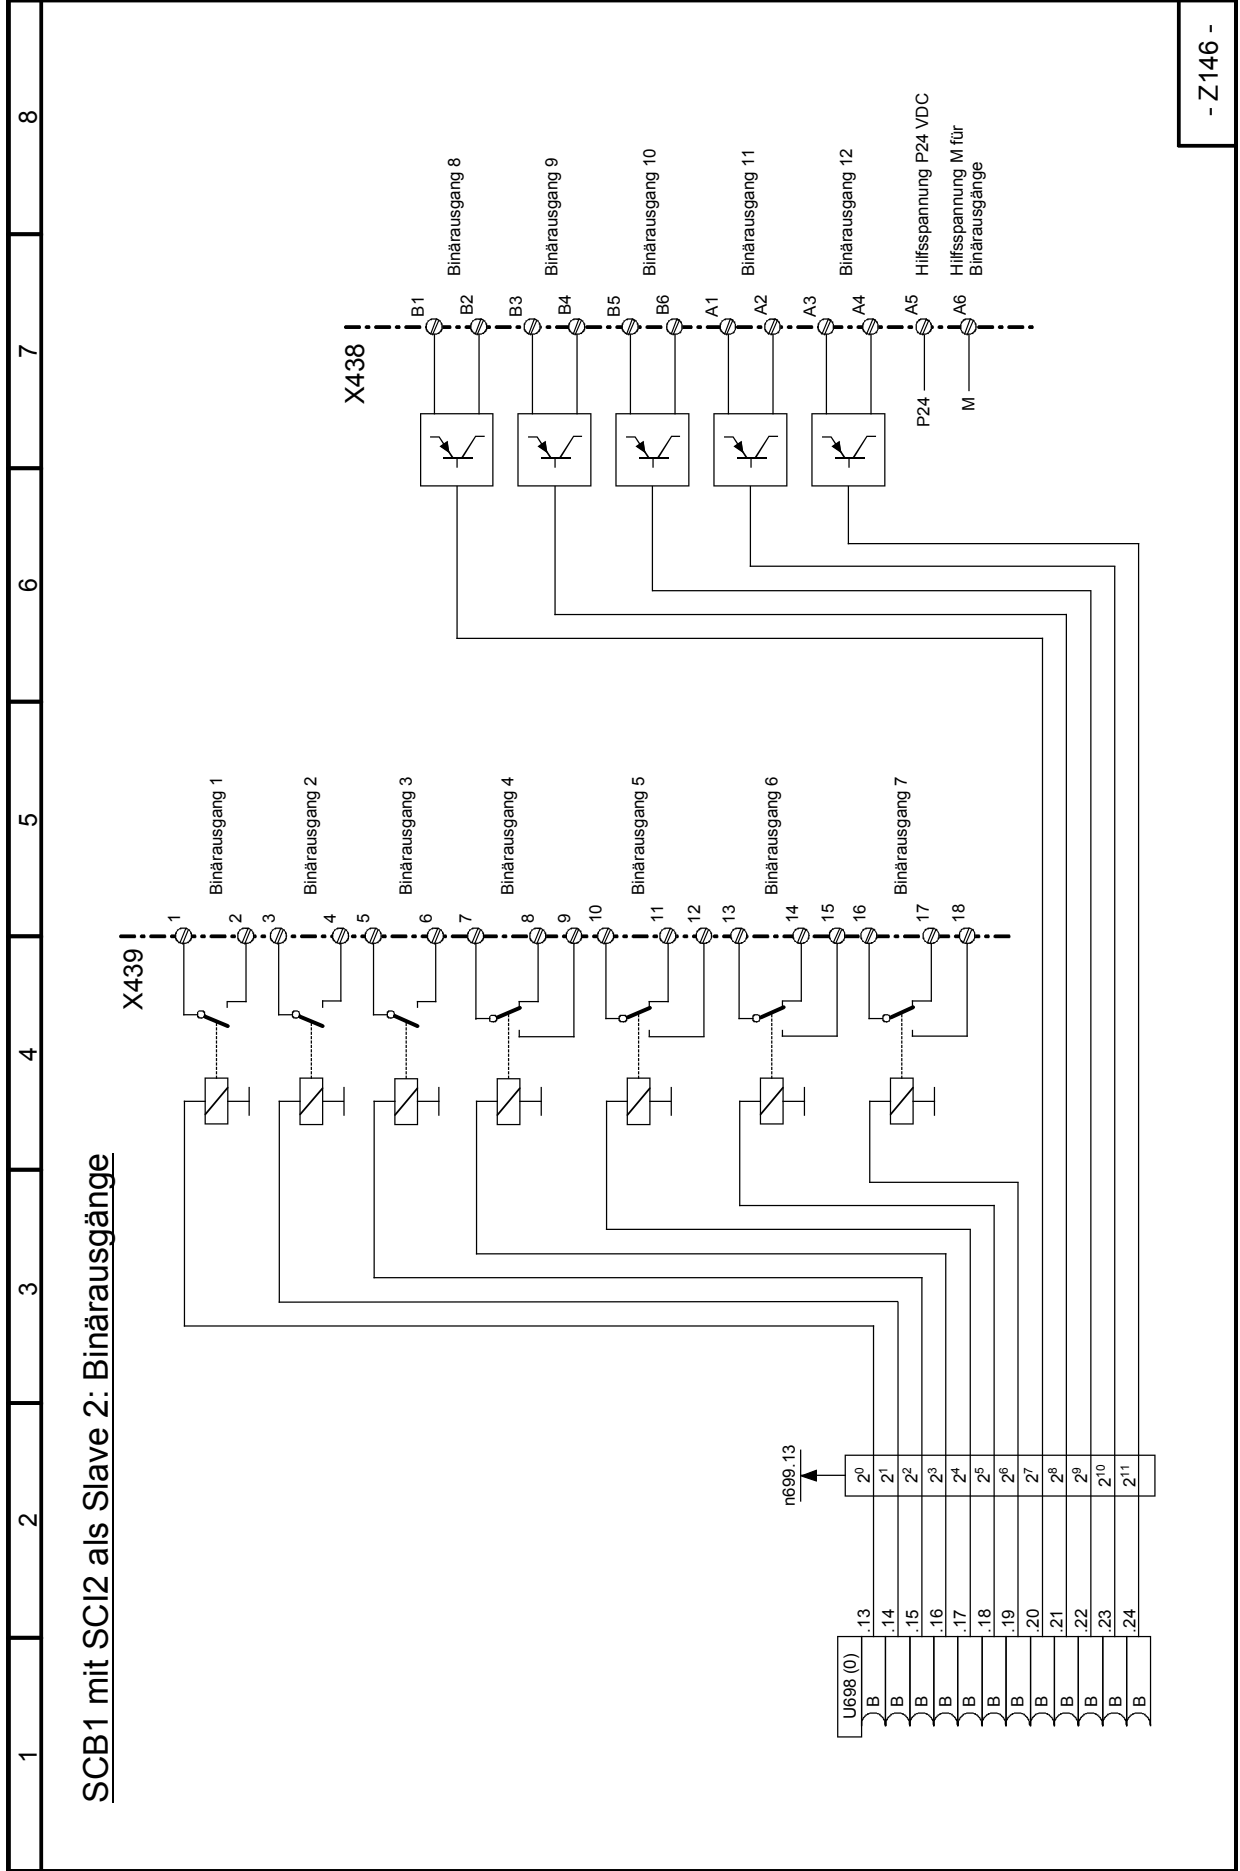 1 2 3 4 5 6 7 8
SCB1 mit SCI2 als Slave 2: Binärausgänge
X439
1
2
Binärausgang 1
3
4
Binärausgang 2
5
6
Binärausgang 3
7
8
9
Binärausgang 4
10
11
12
Binärausgang 5
13
14
15
Binärausgang 6
16
17
18
Binärausgang 7
X438
B1
B2
Binärausgang 8
B3
B4
Binärausgang 9
B5
B6
Binärausgang 10
A1
A2
Binärausgang 11
A3
A4
Binärausgang 12
P24
A5
Hilfsspannung P24 VDC
M
A6
Hilfsspannung M für
Binärausgänge
n699.13
U698 (0)
B .13 2⁰
B .14 2¹
B .15 2²
B .16 2³
B .17 2⁴
B .18 2⁵
B .19 2⁶
B .20 2⁷
B .21 2⁸
B .22 2⁹
B .23 2¹⁰
B .24 2¹¹
- Z146 -